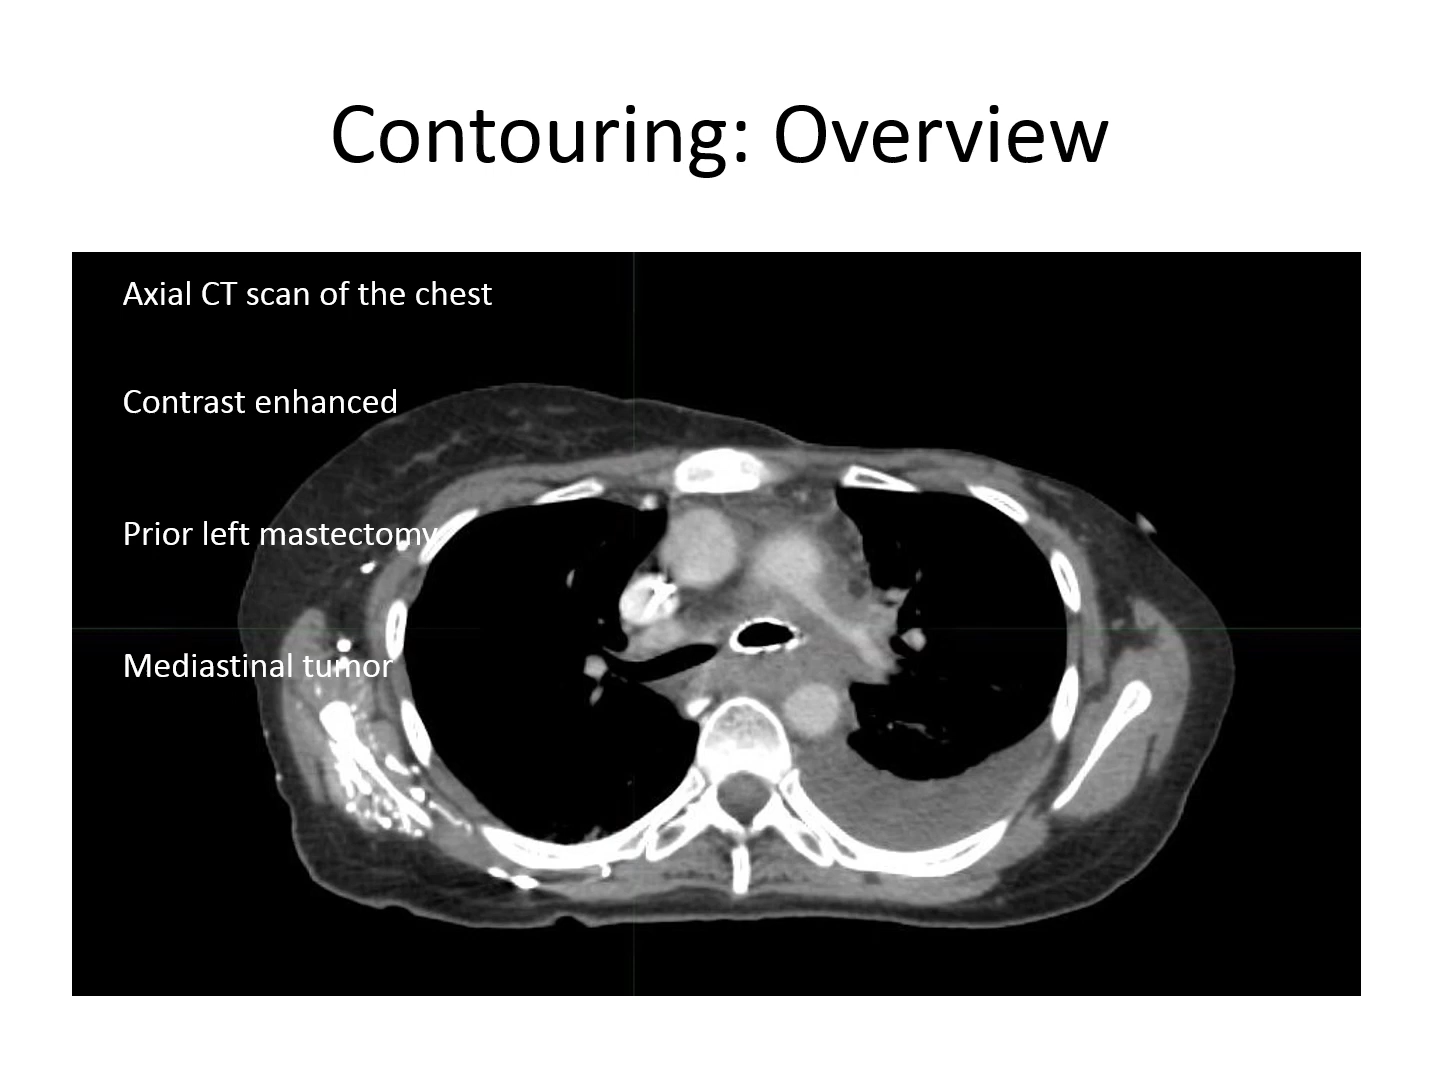 Contouring: Overview
Axial CT scan of the chest
Contrast enhanced
Prior left mastectomy
Mediastinal tumor